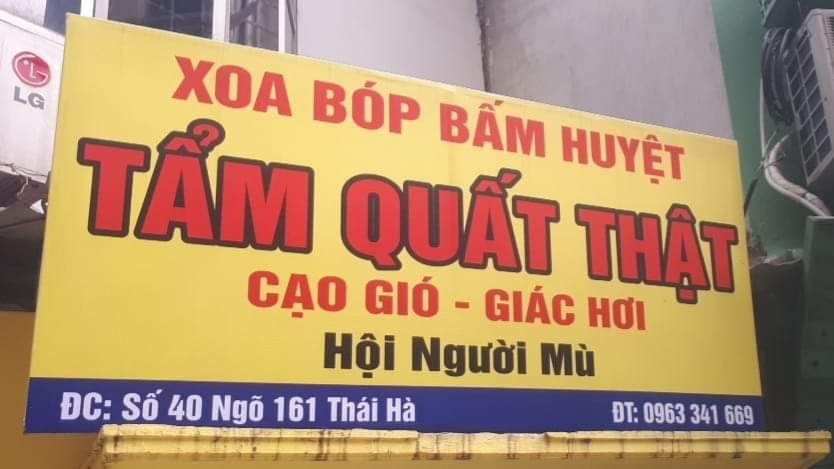 LG
XOA BÓP BẤM HUYỆT
TẨM QUẤT THẬT
CẠO GIÓ - GIÁC HƠI
Hội Người Mù
ĐC: Số 40 Ngõ 161 Thái Hà ĐT: 0963 341 669